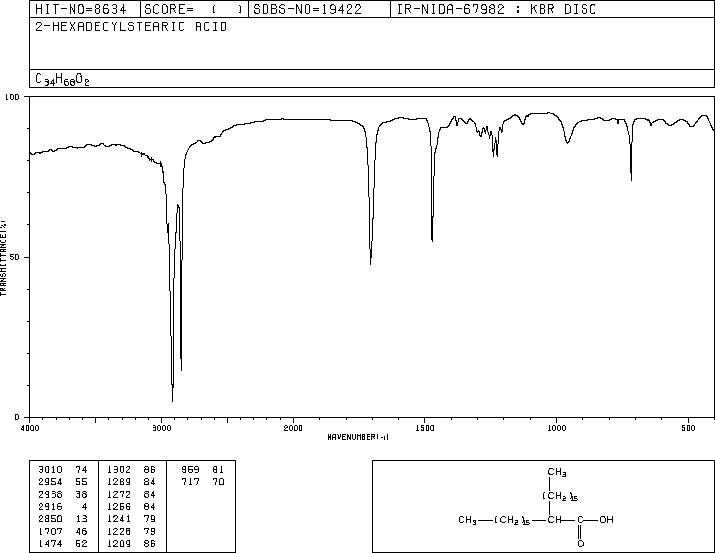 HIT-NO=8634 SCORE= ( ) SDBS-NO=19422 IR-NIDA-67982 : KBR DISC
2-HEXADECYLSTEARIC ACID
C34H68O2
100
50
0
TRANSMITTANCE(%)
4000 3000 2000 1500 1000 500
WAVENUMBER(-1)
3010 74 1302 86 959 81
2954 55 1289 84 717 70
2938 38 1272 84
2916 4 1256 84
2850 13 1241 79
1707 46 1228 79
1474 52 1209 86
CH3
(CH2)15
CH3—(CH2)15—CH—C—OH
O